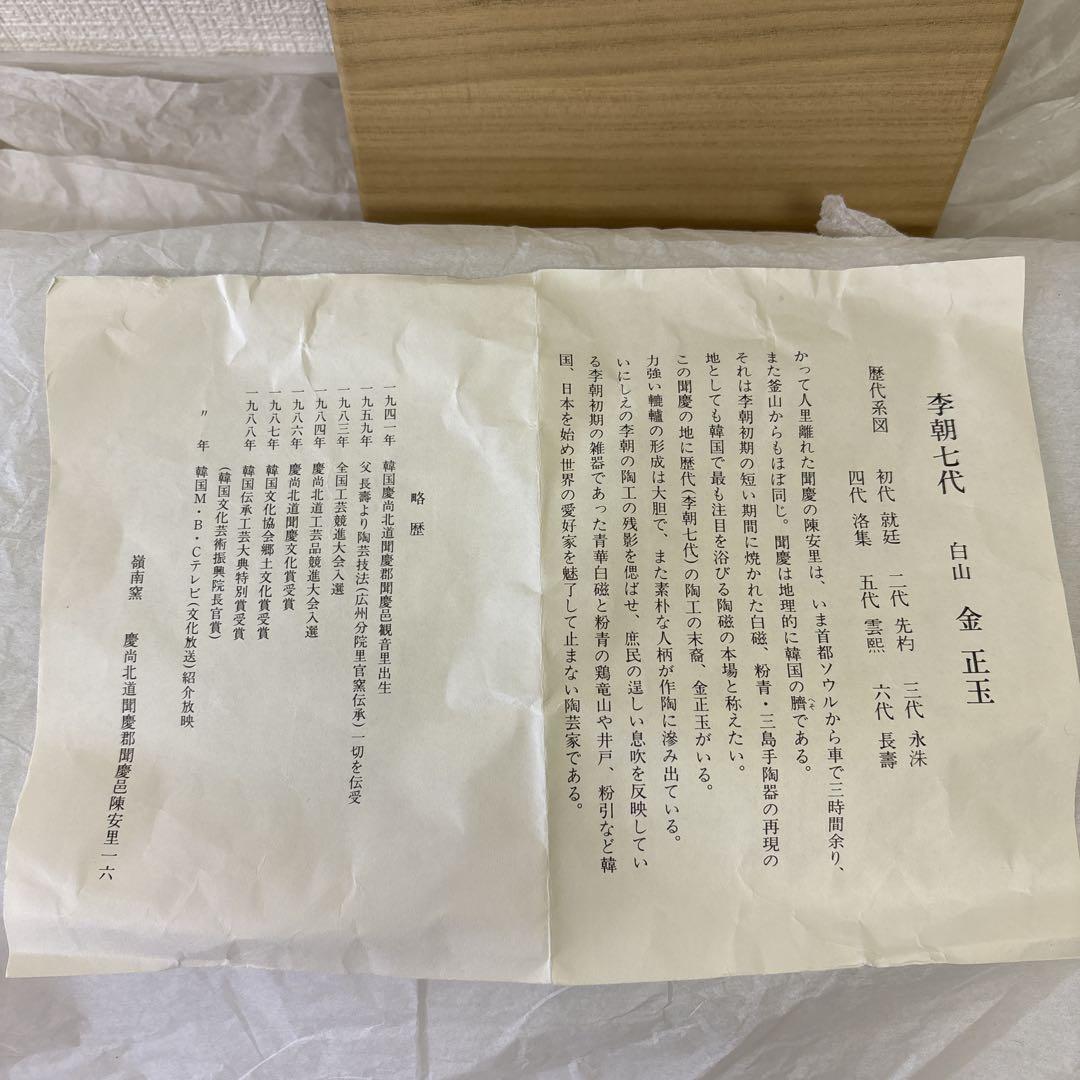 李朝七代 白山 金正玉
歴代系図 初代 就廷 二代 先杓 三代 永洙
四代 洛集 五代 雲熙 六代 長壽
かって人里離れた聞慶の陳安里は、いま首都ソウルから車で三時間余り、
また釜山からもほぼ同じ。聞慶は地理的に韓国の臍（へそ）である。
それは李朝初期の短い期間に焼かれた白磁、粉青・三島手陶器の再現の
地としても韓国で最も注目を浴びる陶磁の本場と称えたい。
この聞慶の地に歴代（李朝七代）の陶工の末裔、金正玉がいる。
力強い轆轤の形成は大胆で、また素朴な人柄が作陶に滲み出ている。
いにしえの李朝の陶工の残影を偲ばせ、庶民の逞しい息吹を反映してい
る李朝初期の雑器であった青華白磁と粉青の鶏竜山や井戸、粉引など韓
国、日本を始め世界の愛好家を魅了して止まない陶芸家である。
略歴
一九四一年 韓国慶尚北道聞慶郡聞慶邑観音里出生
一九五九年 父 長壽より陶芸技法（広州分院里官窯伝承）一切を伝受
一九八三年 全国工芸競進大会入選
一九八四年 慶尚北道工芸品競進大会入選
一九八六年 慶尚北道聞慶文化賞受賞
一九八七年 韓国文化協会郷土文化賞受賞
一九八八年 韓国伝承工芸大典特別賞受賞
（韓国文化芸術振興院長官賞）
〃 年 韓国M・B・Cテレビ（文化放送）紹介放映
嶺南窯 慶尚北道聞慶郡聞慶邑陳安里一六